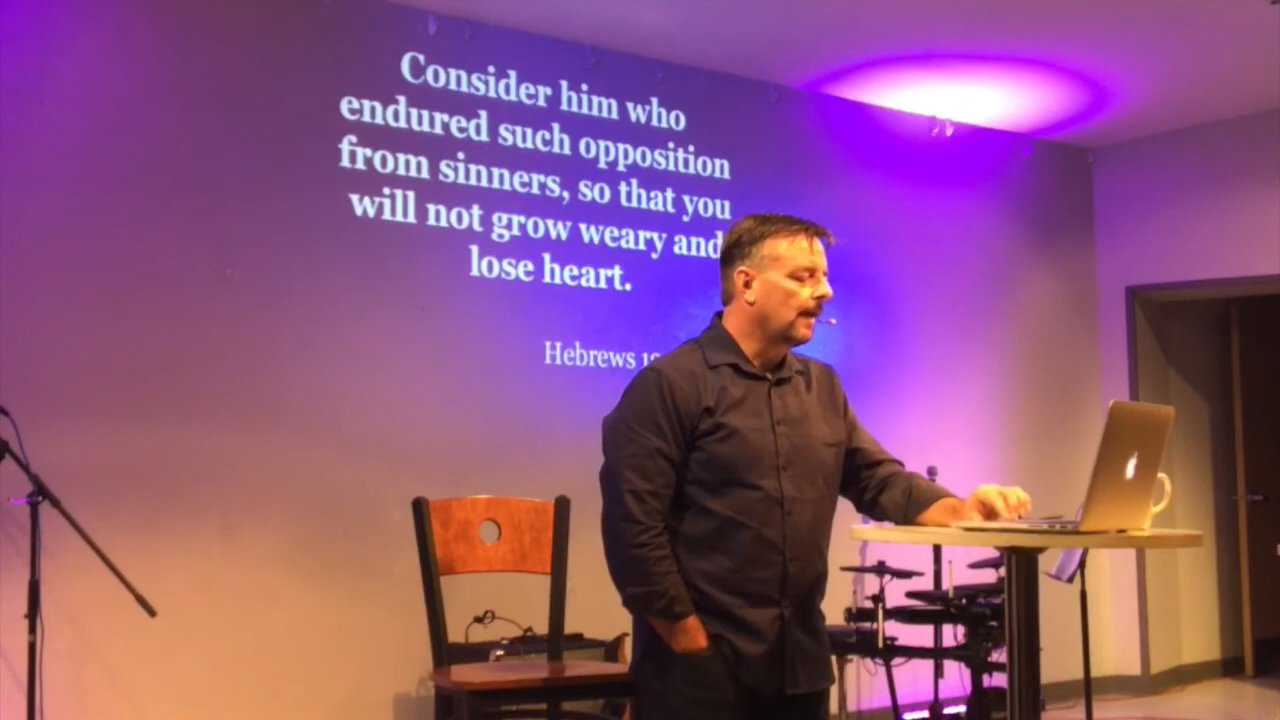 Consider him who
endured such opposition
from sinners, so that you
will not grow weary and
lose heart.
Hebrews